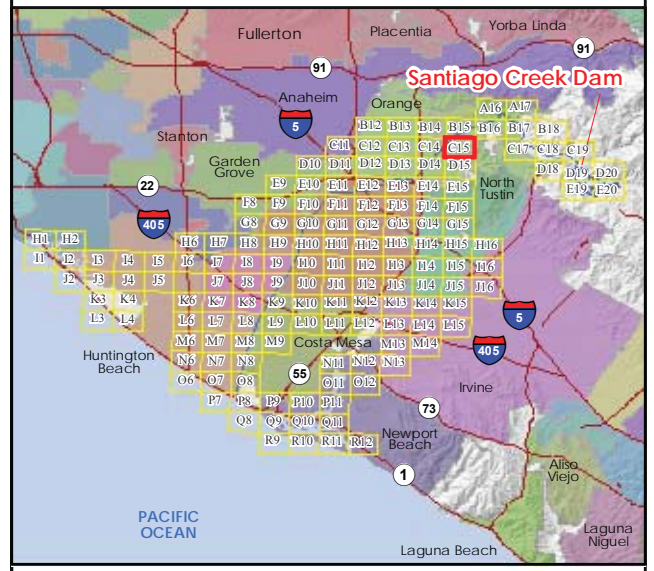 Fullerton Placentia Yorba Linda
91
91
Santiago Creek Dam
Anaheim
Orange
A16 A17
5
B12 B13 B14 B15 B16 B17 B18
Stanton
C11 C12 C13 C14 C15 C17 C18 C19
Garden
Grove
D10 D11 D12 D13 D14 D15 D18 D19 D20
22
E9 E10 E11 E12 E13 E14 E15 E19 E20
North
Tustin
405
F8 F9 F10 F11 F12 F13 F14 F15
G8 G9 G10 G11 G12 G13 G14 G15
H1 H2 H6 H7 H8 H9 H10 H11 H12 H13 H14 H15 H16
I1 I2 I3 I4 I5 I6 I7 I8 I9 I10 I11 I12 I13 I14 I15 I16
J2 J3 J4 J5 J7 J8 J9 J10 J11 J12 J13 J14 J15 J16
K3 K4 K6 K7 K8 K9 K10 K11 K12 K13 K14 K15
5
L3 L4 L6 L7 L8 L9 L10 L11 L12 L13 L14 L15
M6 M7 M8 M9 Costa Mesa M13 M14
405
Huntington
Beach
N6 N7 N8 N11 N12 N13
55
O6 O7 O8 O11 O12
Irvine
P7 P8 P9 P10 P11
73
Q8 Q9 Q10 Q11
R9 R10 R11 R12
Newport
Beach
1
Aliso
Viejo
PACIFIC
OCEAN
Laguna
Niguel
Laguna Beach